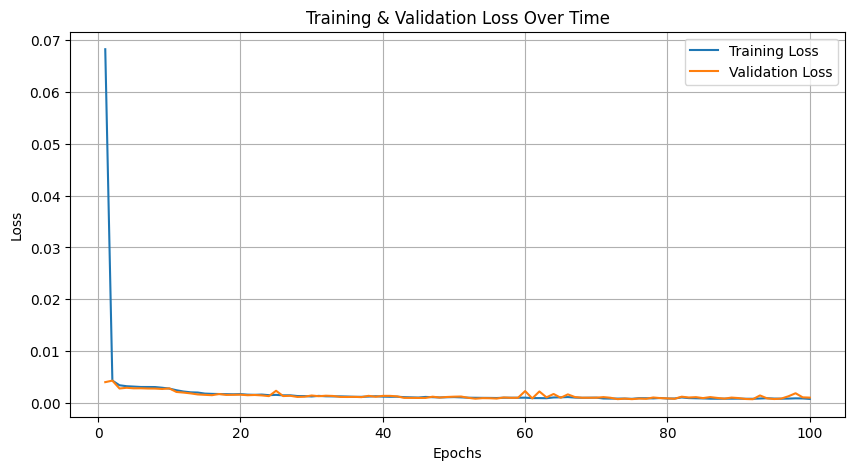 Training & Validation Loss Over Time
Training Loss
Validation Loss
0.07
0.06
0.05
0.04
0.03
0.02
0.01
0.00
Loss
0 20 40 60 80 100
Epochs